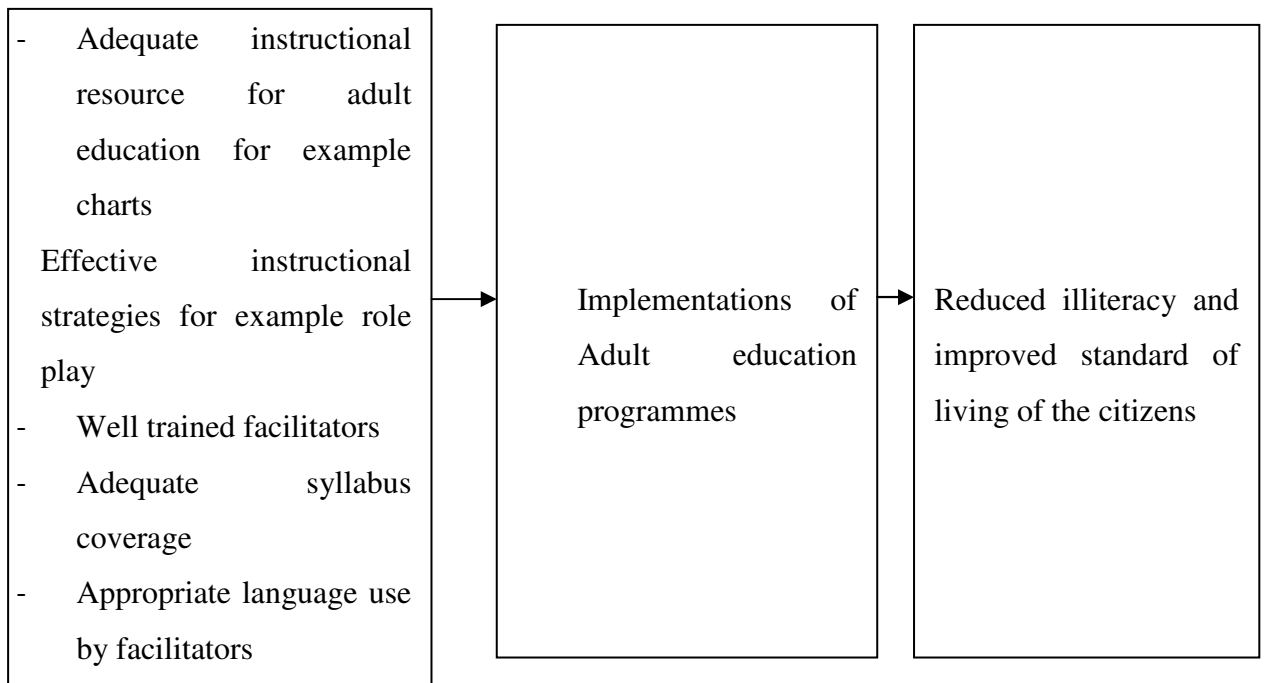 - Adequate instructional
resource for adult
education for example
charts
Effective instructional
strategies for example role
play
- Well trained facilitators
- Adequate syllabus
coverage
- Appropriate language use
by facilitators
Implementations of
Adult education
programmes
Reduced illiteracy and
improved standard of
living of the citizens